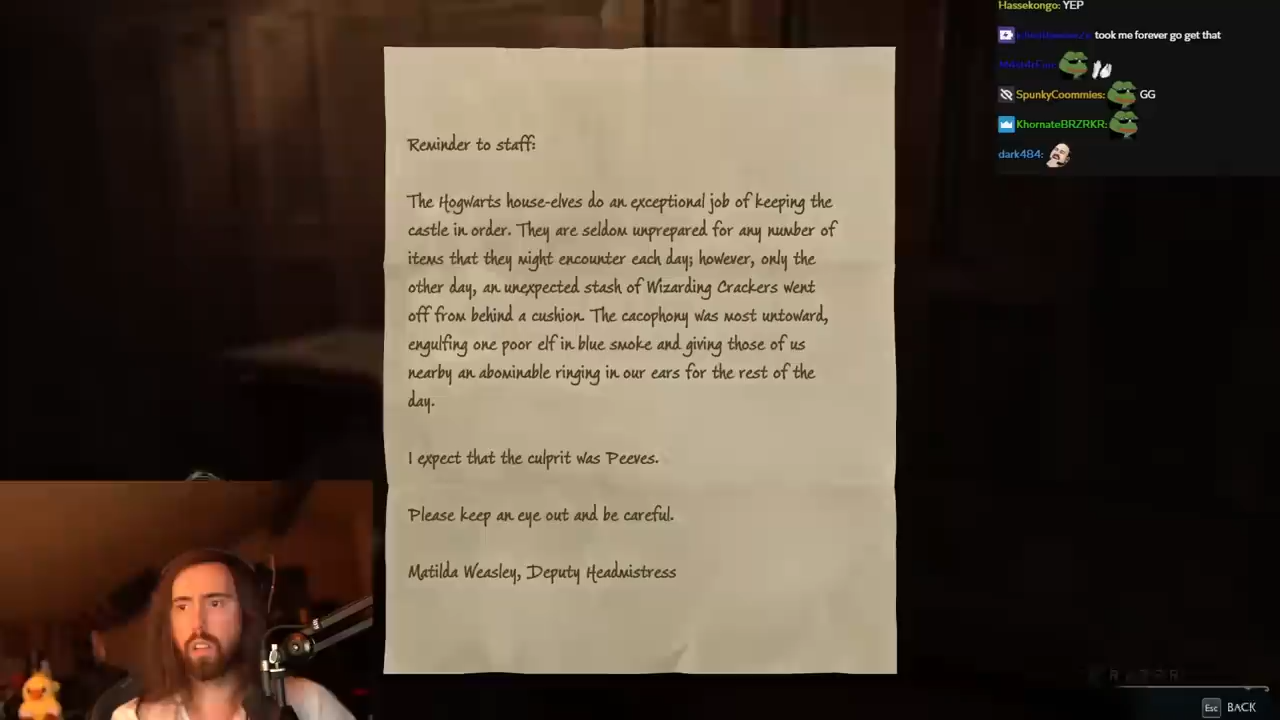 Hassekongo: YEP
took me forever go get that
SpunkyCoommies: GG
KhornateBRZRKR:
dark484:
Reminder to staff:
The Hogwarts house-elves do an exceptional job of keeping the
castle in order. They are seldom unprepared for any number of
items that they might encounter each day; however, only the
other day, an unexpected stash of Wizarding Crackers went
off from behind a cushion. The cacophony was most untoward,
engulfing one poor elf in blue smoke and giving those of us
nearby an abominable ringing in our ears for the rest of the
day.
I expect that the culprit was Peeves.
Please keep an eye out and be careful.
Matilda Weasley, Deputy Headmistress
Esc BACK